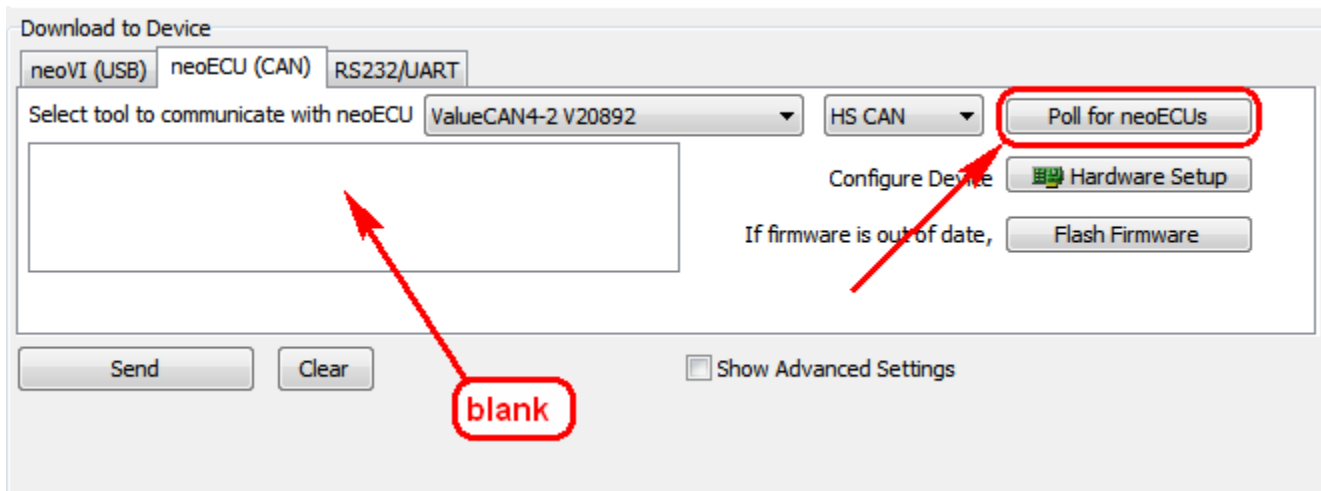 Download to Device
neoVI (USB) neoECU (CAN) RS232/UART
Select tool to communicate with neoECU ValueCAN4-2 V20892 HS CAN Poll for neoECUs
Configure Device Hardware Setup
If firmware is out of date, Flash Firmware
Send Clear Show Advanced Settings
blank